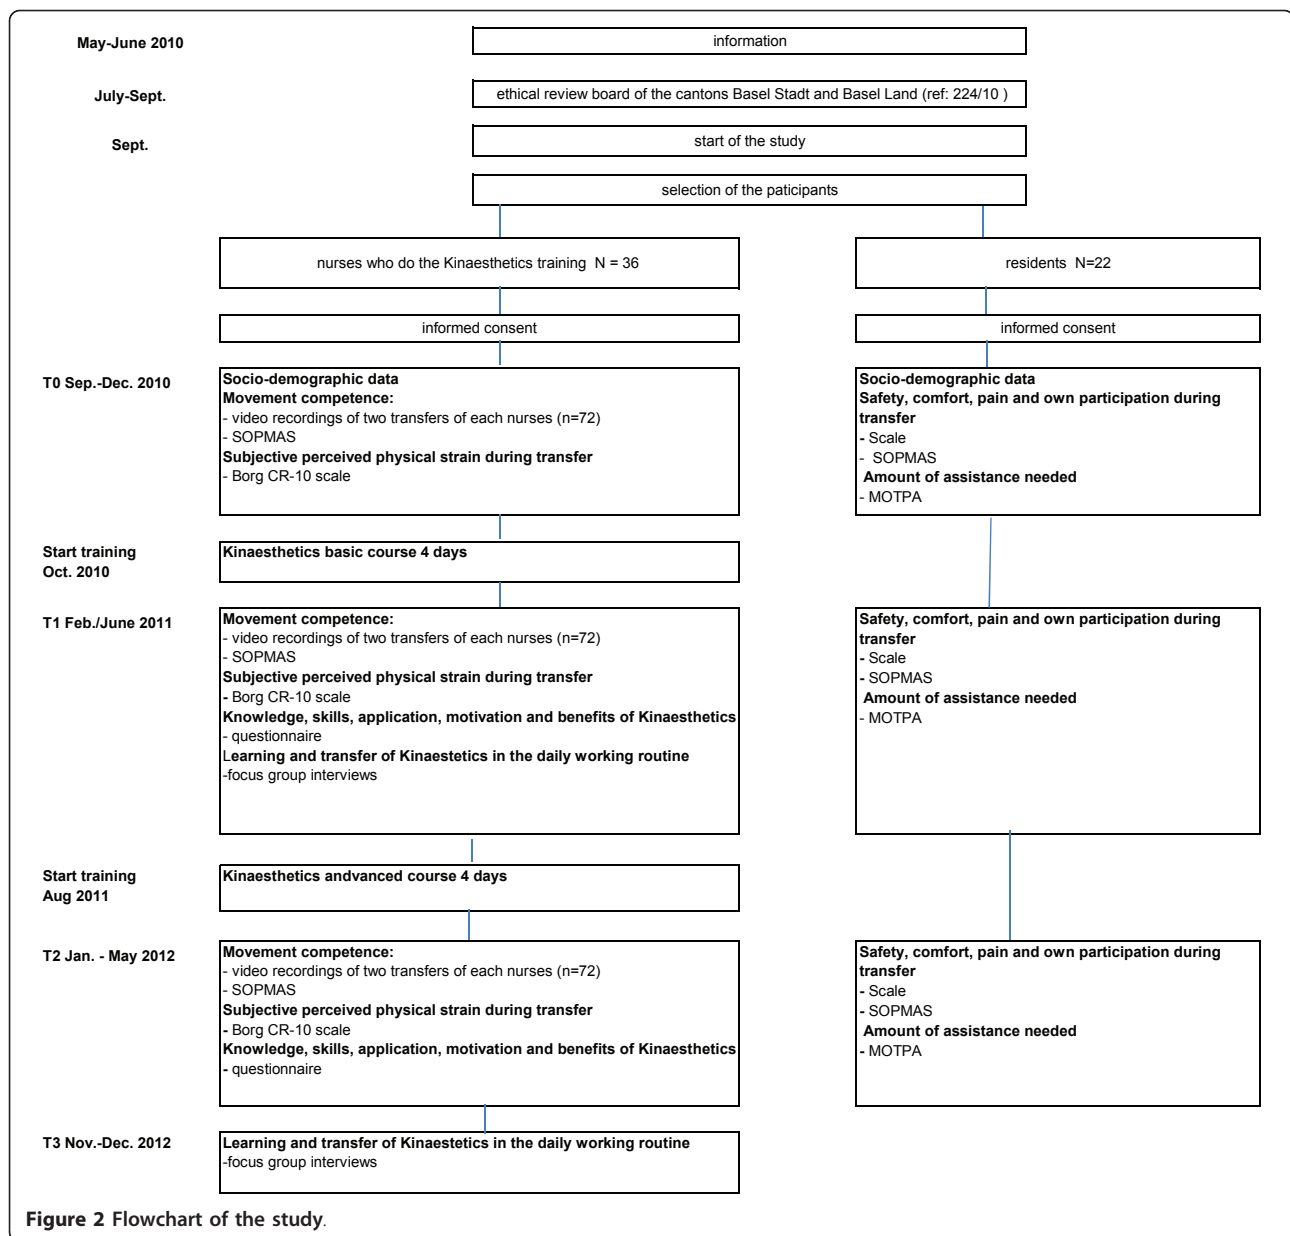 May-June 2010
information
July-Sept.
ethical review board of the cantons Basel Stadt and Basel Land (ref: 224/10 )
Sept.
start of the study
selection of the paticipants
nurses who do the Kinaesthetics training N = 36
residents N=22
informed consent
informed consent
T0 Sep.-Dec. 2010
Socio-demographic data
Movement competence:
- video recordings of two transfers of each nurses (n=72)
- SOPMAS
Subjective perceived physical strain during transfer
- Borg CR-10 scale
Socio-demographic data
Safety, comfort, pain and own participation during
transfer
- Scale
- SOPMAS
Amount of assistance needed
- MOTPA
Start training
Oct. 2010
Kinaesthetics basic course 4 days
T1 Feb./June 2011
Movement competence:
- video recordings of two transfers of each nurses (n=72)
- SOPMAS
Subjective perceived physical strain during transfer
- Borg CR-10 scale
Knowledge, skills, application, motivation and benefits of Kinaesthetics
- questionnaire
Learning and transfer of Kinaestetics in the daily working routine
-focus group interviews
Safety, comfort, pain and own participation during
transfer
- Scale
- SOPMAS
Amount of assistance needed
- MOTPA
Start training
Aug 2011
Kinaesthetics andvanced course 4 days
T2 Jan. - May 2012
Movement competence:
- video recordings of two transfers of each nurses (n=72)
- SOPMAS
Subjective perceived physical strain during transfer
- Borg CR-10 scale
Knowledge, skills, application, motivation and benefits of Kinaesthetics
- questionnaire
Safety, comfort, pain and own participation during
transfer
- Scale
- SOPMAS
Amount of assistance needed
- MOTPA
T3 Nov.-Dec. 2012
Learning and transfer of Kinaestetics in the daily working routine
-focus group interviews
Figure 2 Flowchart of the study.